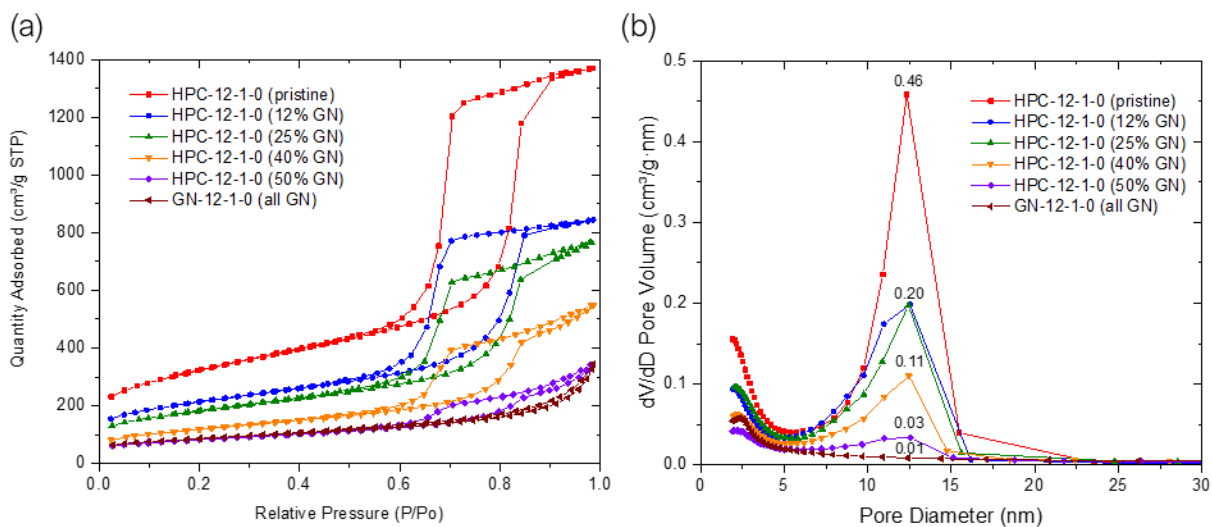 (a)
1400
1200
1000
800
600
400
200
0
Quantity Adsorbed (cm³/g STP)
HPC-12-1-0 (pristine)
HPC-12-1-0 (12% GN)
HPC-12-1-0 (25% GN)
HPC-12-1-0 (40% GN)
HPC-12-1-0 (50% GN)
GN-12-1-0 (all GN)
0.0 0.2 0.4 0.6 0.8 1.0
Relative Pressure (P/Po)
(b)
0.5
0.4
0.3
0.2
0.1
0.0
dV/dD Pore Volume (cm³/g·nm)
0.46
0.20
0.11
0.03
0.01
HPC-12-1-0 (pristine)
HPC-12-1-0 (12% GN)
HPC-12-1-0 (25% GN)
HPC-12-1-0 (40% GN)
HPC-12-1-0 (50% GN)
GN-12-1-0 (all GN)
0 5 10 15 20 25 30
Pore Diameter (nm)